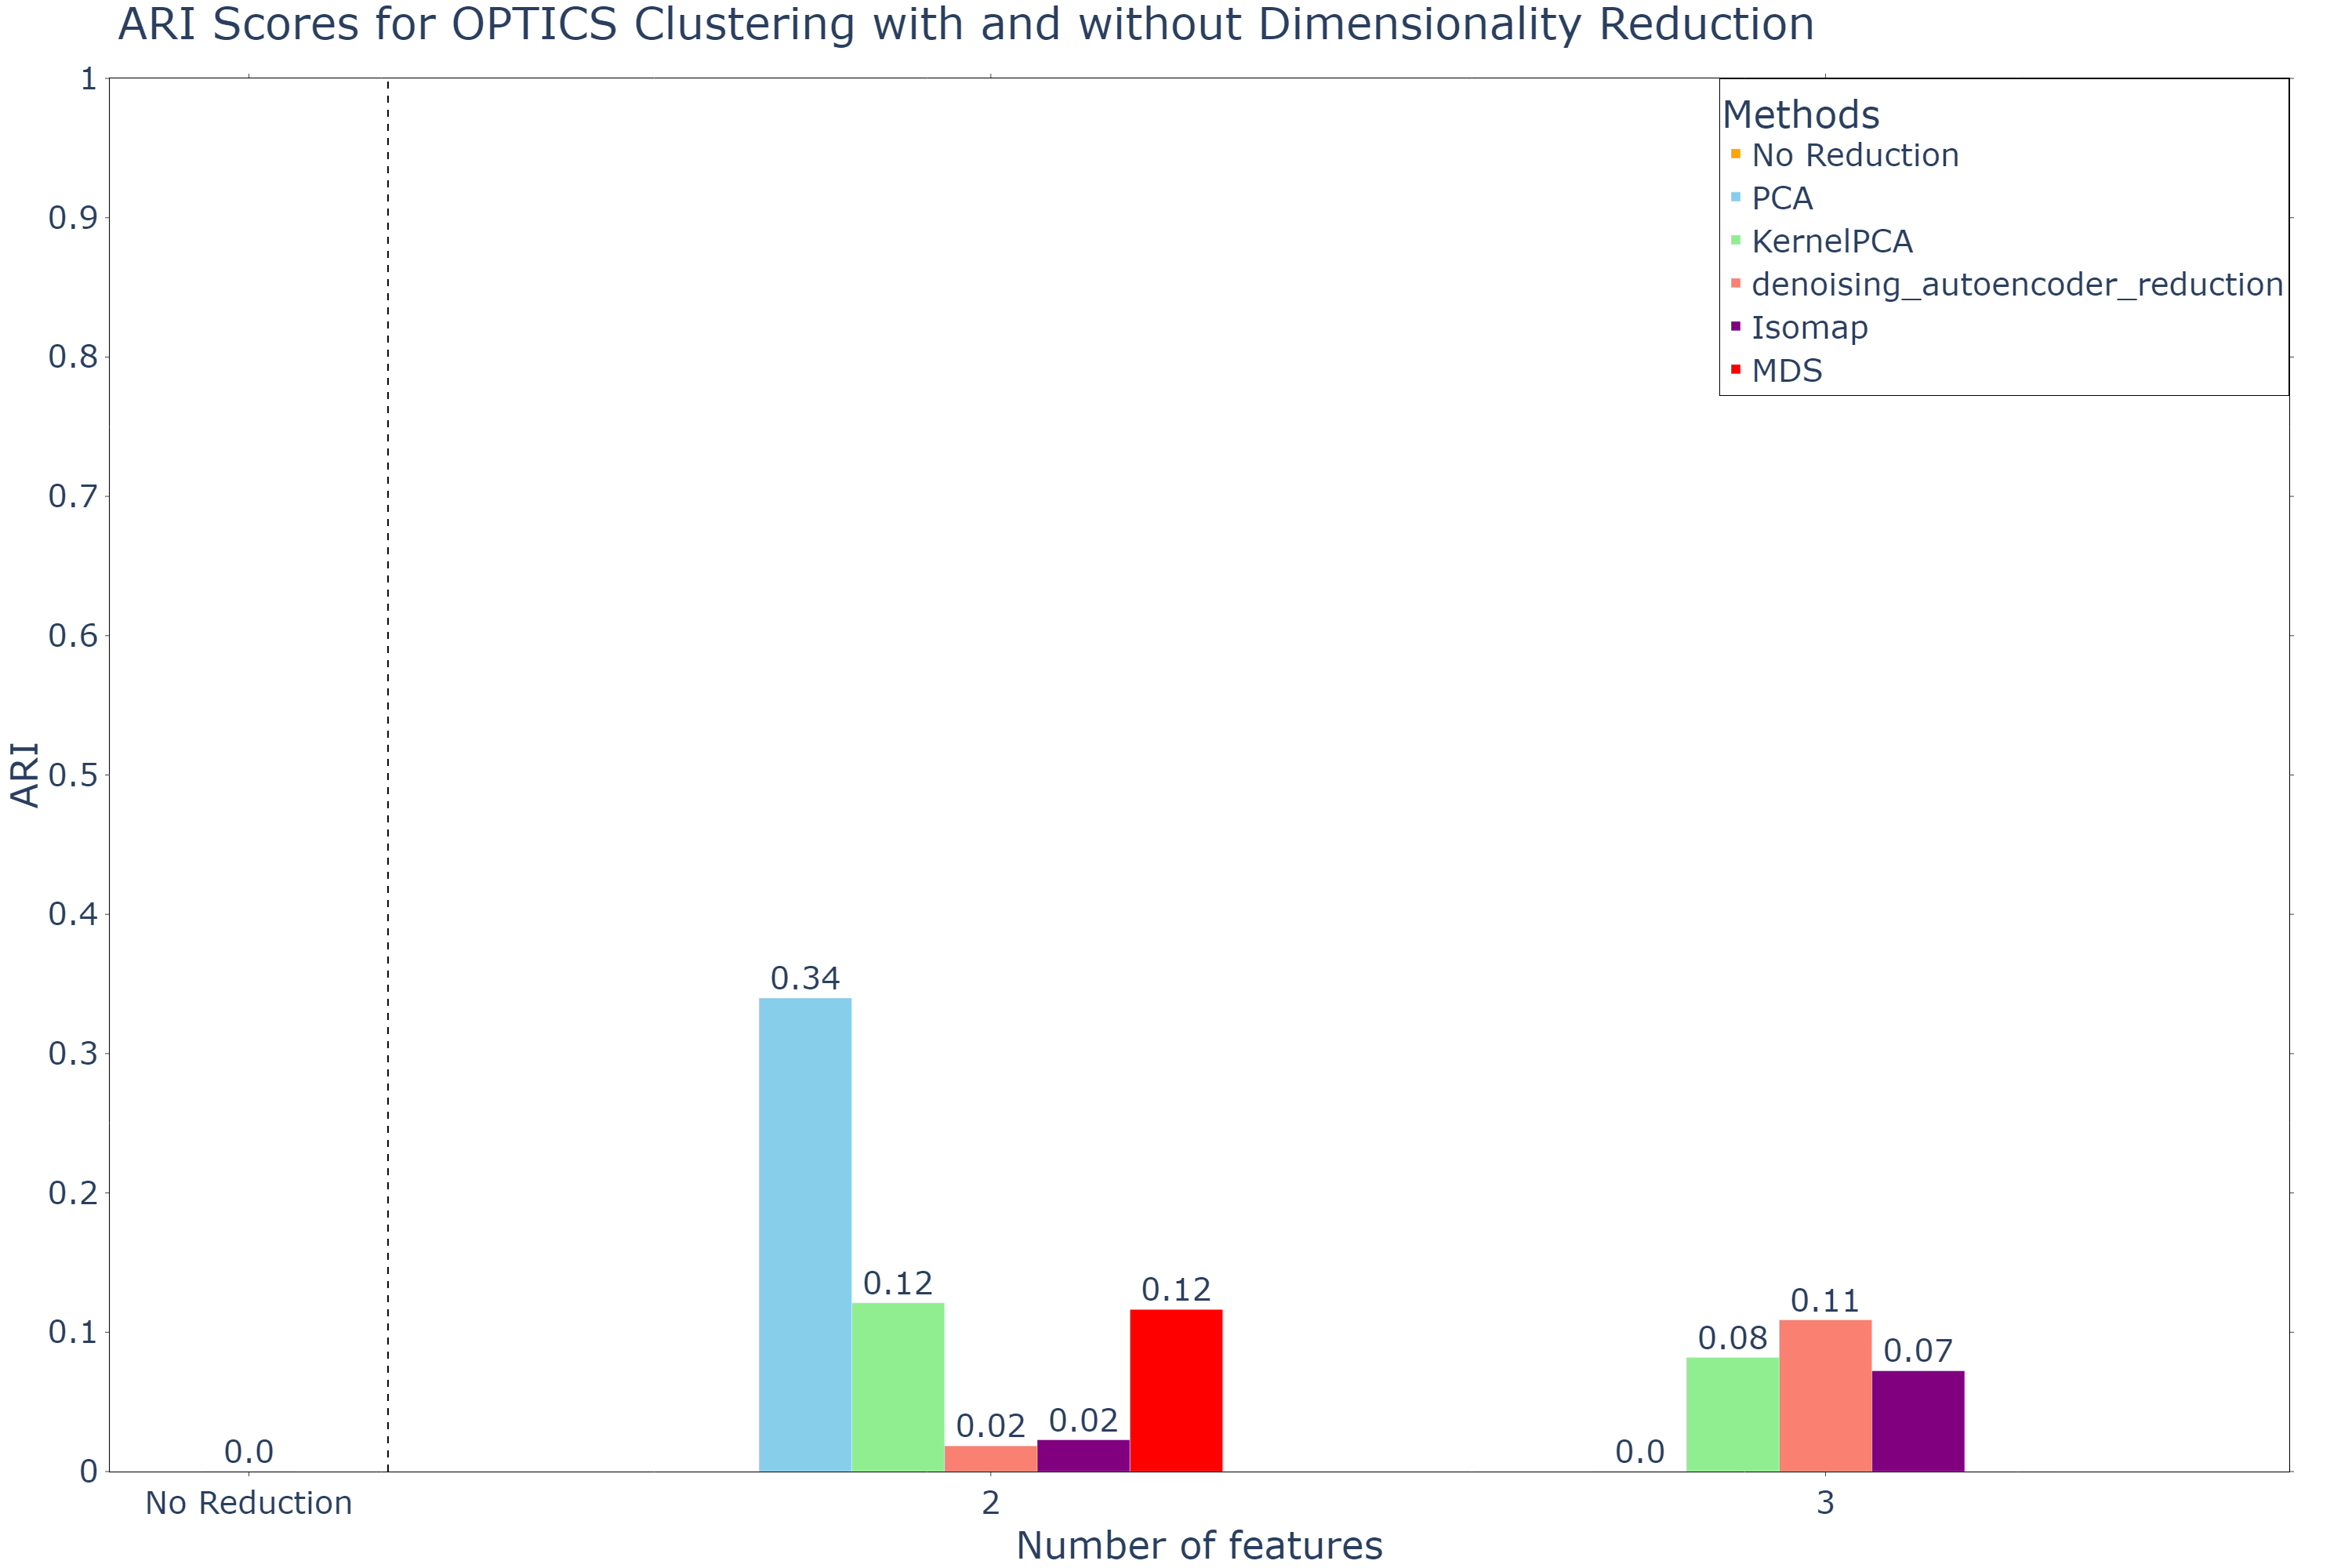 ARI Scores for OPTICS Clustering with and without Dimensionality Reduction
Methods
No Reduction
PCA
KernelPCA
denoising_autoencoder_reduction
Isomap
MDS
ARI
1
0.9
0.8
0.7
0.6
0.5
0.4
0.3
0.2
0.1
0
0.0
0.34
0.12
0.02
0.02
0.12
0.0
0.08
0.11
0.07
No Reduction
2
3
Number of features